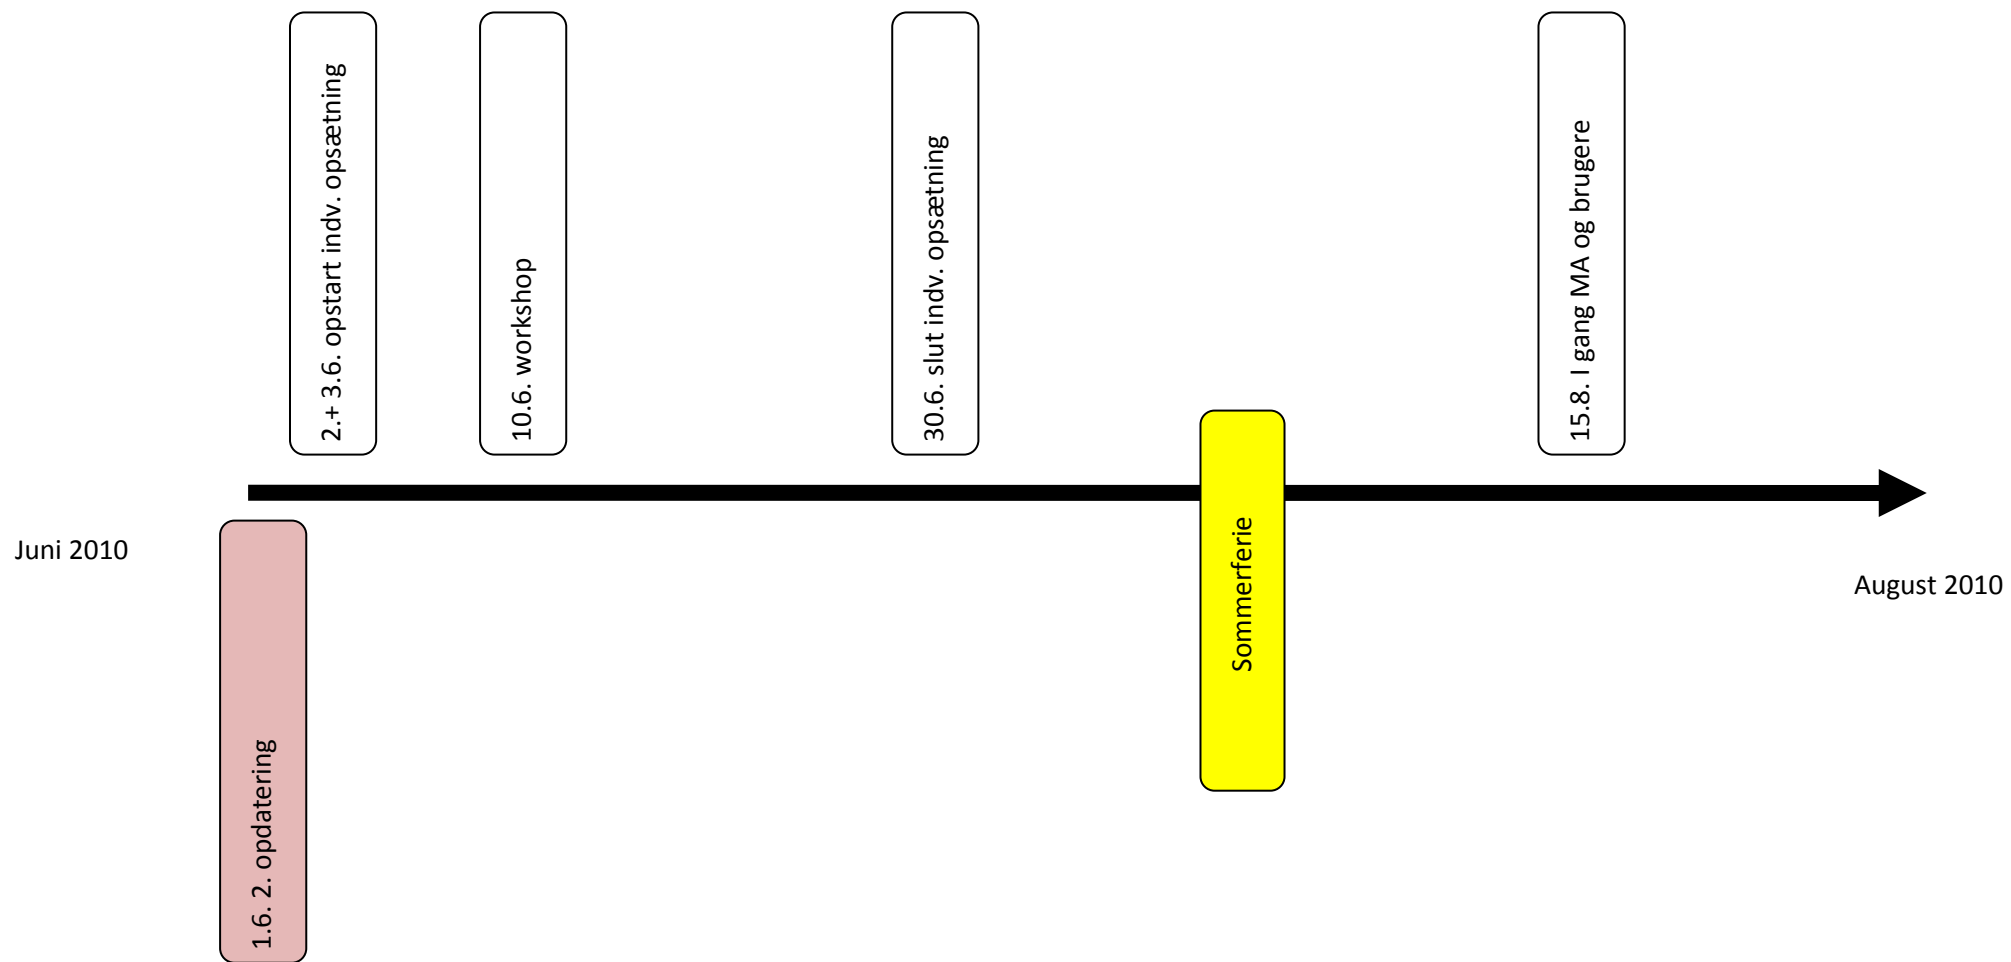 2.+ 3.6. opstart indv. opsætning
10.6. workshop
30.6. slut indv. opsætning
15.8. I gang MA og brugere
Juni 2010
1.6. 2. opdatering
Sommerferie
August 2010